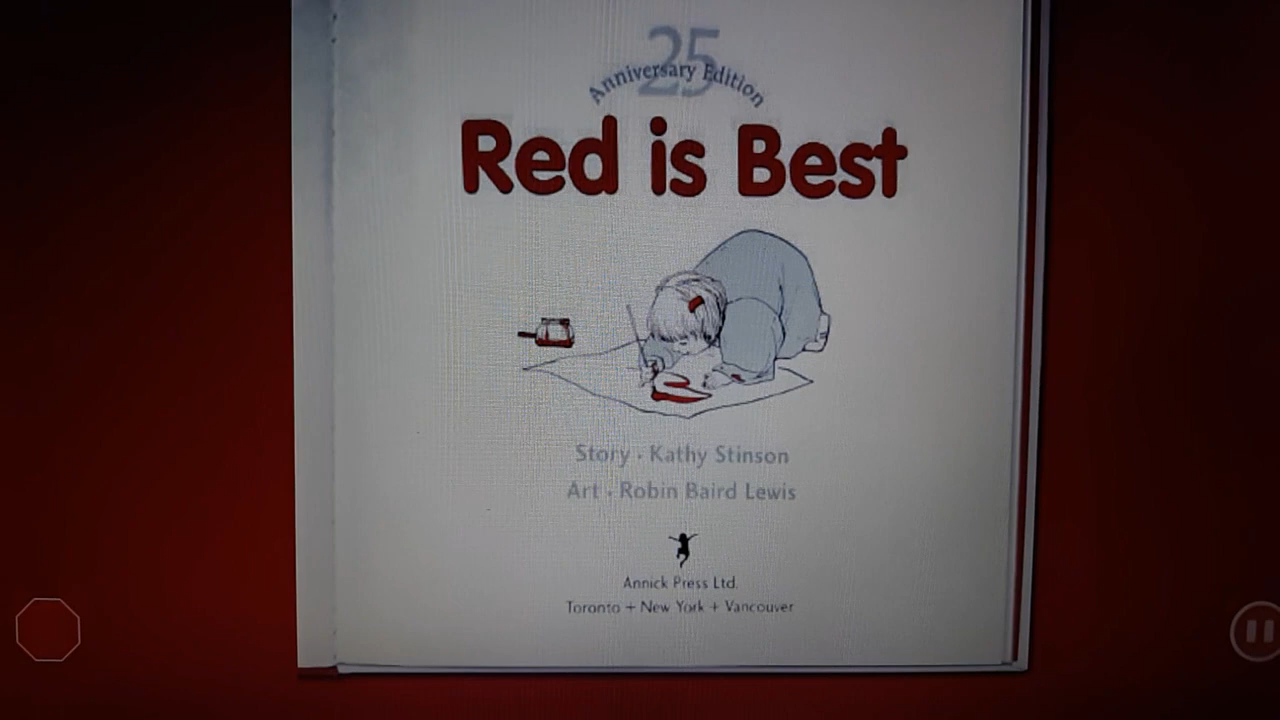 25
Anniversary Edition
Red is Best
Story · Kathy Stinson
Art · Robin Baird Lewis
Annick Press Ltd.
Toronto + New York + Vancouver